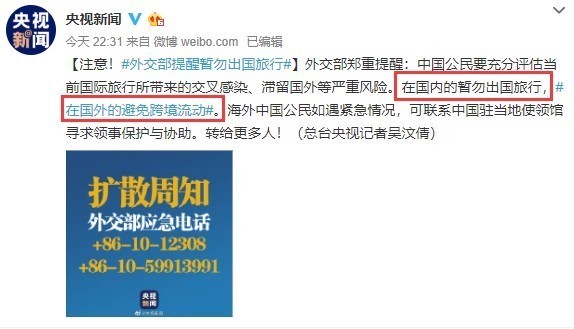 央视
新闻
央视新闻
今天 22:31 来自 微博 weibo.com 已编辑
【注意！#外交部提醒暂勿出国旅行#】外交部郑重提醒：中国公民要充分评估当
前国际旅行所带来的交叉感染、滞留国外等严重风险。在国内的暂勿出国旅行，#
在国外的避免跨境流动#。海外中国公民如遇紧急情况，可联系中国驻当地使领馆
寻求领事保护与协助。转给更多人！（总台央视记者吴汶倩）
扩散周知
外交部应急电话
+86-10-12308
+86-10-59913991
央视
新闻
@央视新闻